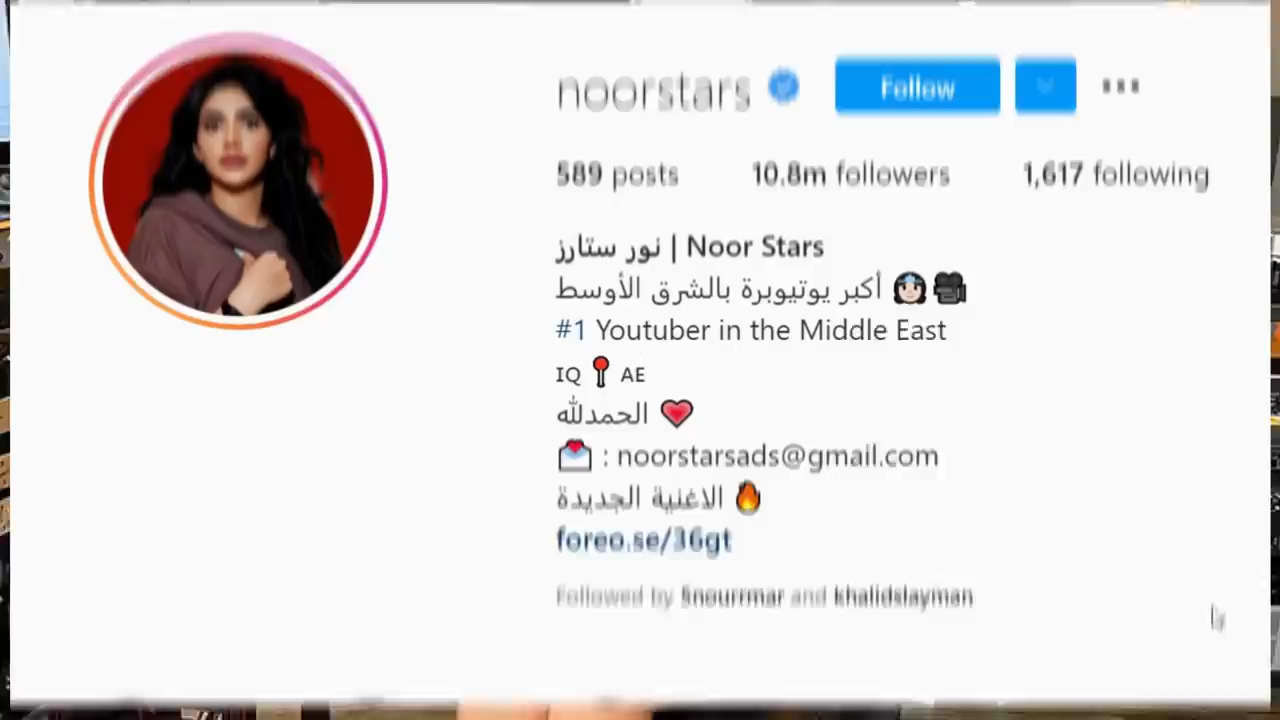 noorstars Follow
589 posts 10.8m followers 1,617 following
نور ستارز | Noor Stars
أكبر يوتيوبرة بالشرق الأوسط
#1 Youtuber in the Middle East
IQ AE
الحمدلله
: noorstarsads@gmail.com
الاغنية الجديدة
foreo.se/36gt
Followed by 5nourrmar and khalidslayman